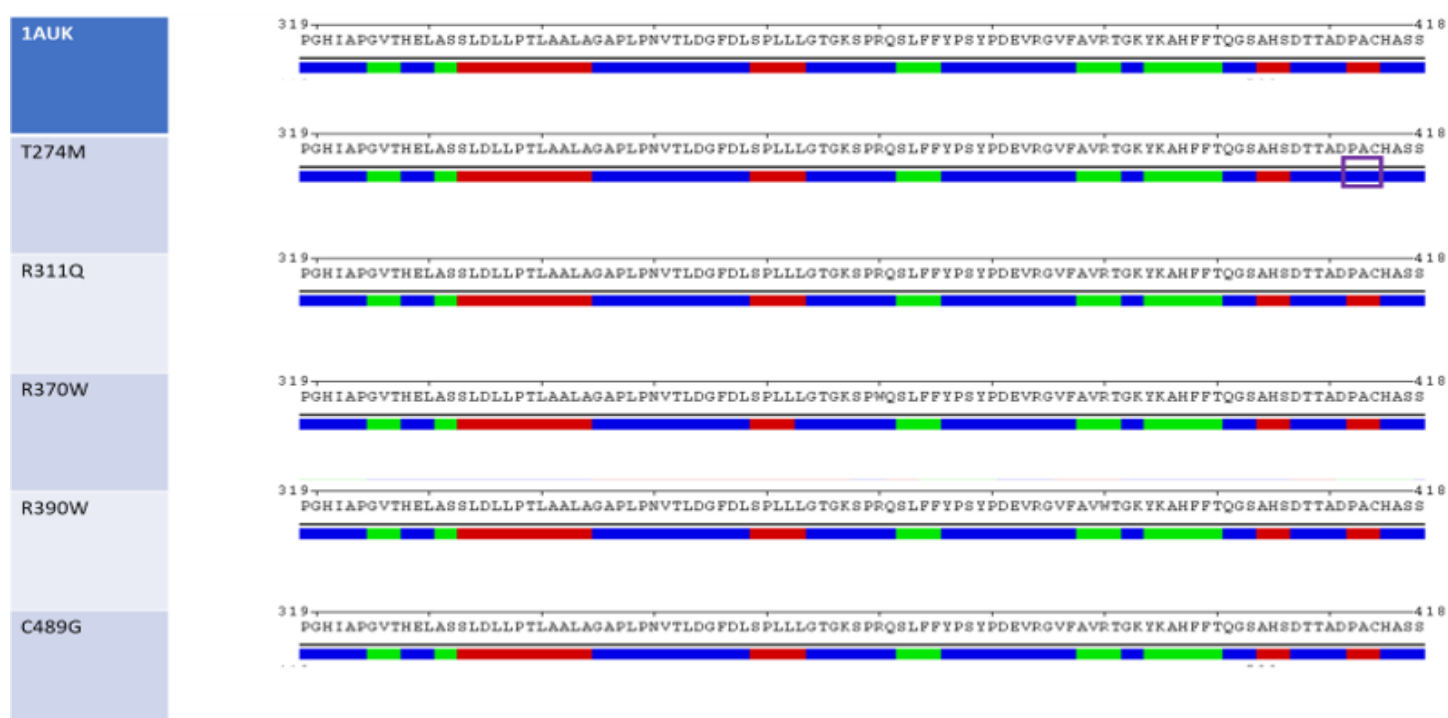 1AUK
319 418
PGHIAPGVTHELASSLDLLPTLAALAGAPLPNVTLDGFDLSPLLLGTGKSPRQSLFFYPSYPDEVRGVFAVRTGKYKAHFFTQGSAHSDTTADPACHASS
T274M
319 418
PGHIAPGVTHELASSLDLLPTLAALAGAPLPNVTLDGFDLSPLLLGTGKSPRQSLFFYPSYPDEVRGVFAVRTGKYKAHFFTQGSAHSDTTADPACHASS
R311Q
319 418
PGHIAPGVTHELASSLDLLPTLAALAGAPLPNVTLDGFDLSPLLLGTGKSPRQSLFFYPSYPDEVRGVFAVRTGKYKAHFFTQGSAHSDTTADPACHASS
R370W
319 418
PGHIAPGVTHELASSLDLLPTLAALAGAPLPNVTLDGFDLSPLLLGTGKSPWQSLFFYPSYPDEVRGVFAVRTGKYKAHFFTQGSAHSDTTADPACHASS
R390W
319 418
PGHIAPGVTHELASSLDLLPTLAALAGAPLPNVTLDGFDLSPLLLGTGKSPRQSLFFYPSYPDEVRGVFAVWTGKYKAHFFTQGSAHSDTTADPACHASS
C489G
319 418
PGHIAPGVTHELASSLDLLPTLAALAGAPLPNVTLDGFDLSPLLLGTGKSPRQSLFFYPSYPDEVRGVFAVRTGKYKAHFFTQGSAHSDTTADPACHASS